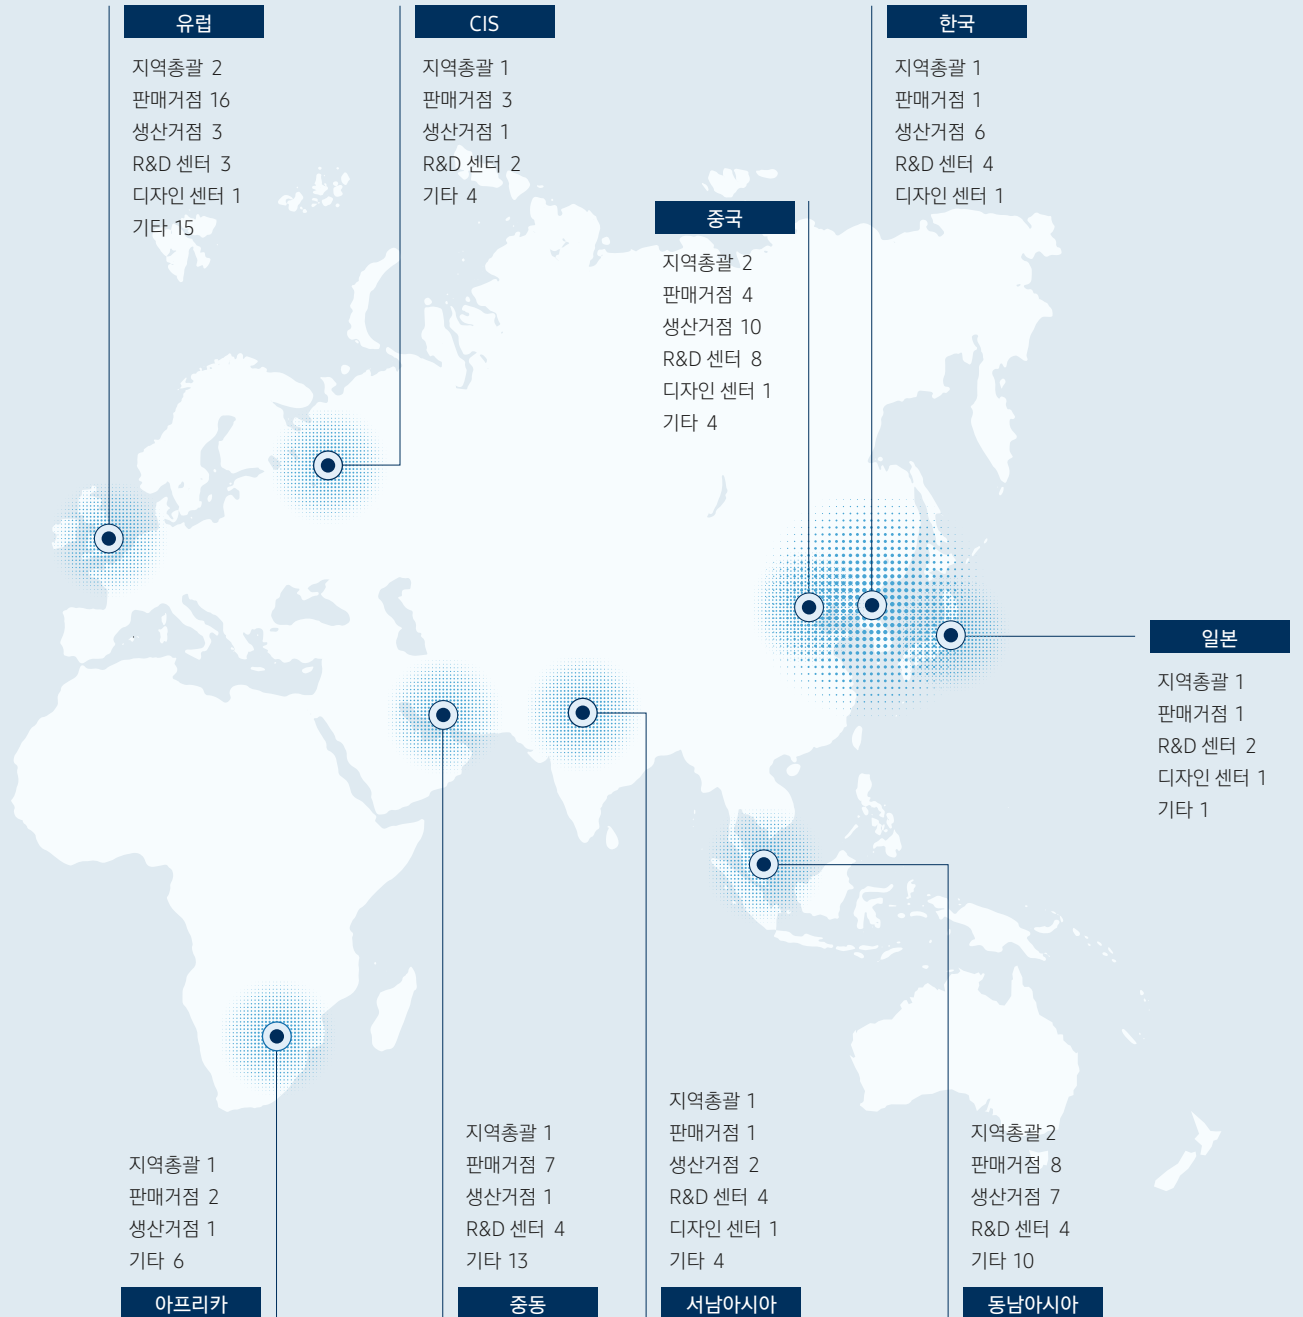 유럽
지역총괄 2
판매거점 16
생산거점 3
R&D 센터 3
디자인 센터 1
기타 15
CIS
지역총괄 1
판매거점 3
생산거점 1
R&D 센터 2
기타 4
한국
지역총괄 1
판매거점 1
생산거점 6
R&D 센터 4
디자인 센터 1
중국
지역총괄 2
판매거점 4
생산거점 10
R&D 센터 8
디자인 센터 1
기타 4
일본
지역총괄 1
판매거점 1
R&D 센터 2
디자인 센터 1
기타 1
지역총괄 1
판매거점 2
생산거점 1
기타 6
아프리카
지역총괄 1
판매거점 7
생산거점 1
R&D 센터 4
기타 13
중동
지역총괄 1
판매거점 1
생산거점 2
R&D 센터 4
디자인 센터 1
기타 4
서남아시아
지역총괄 2
판매거점 8
생산거점 7
R&D 센터 4
기타 10
동남아시아